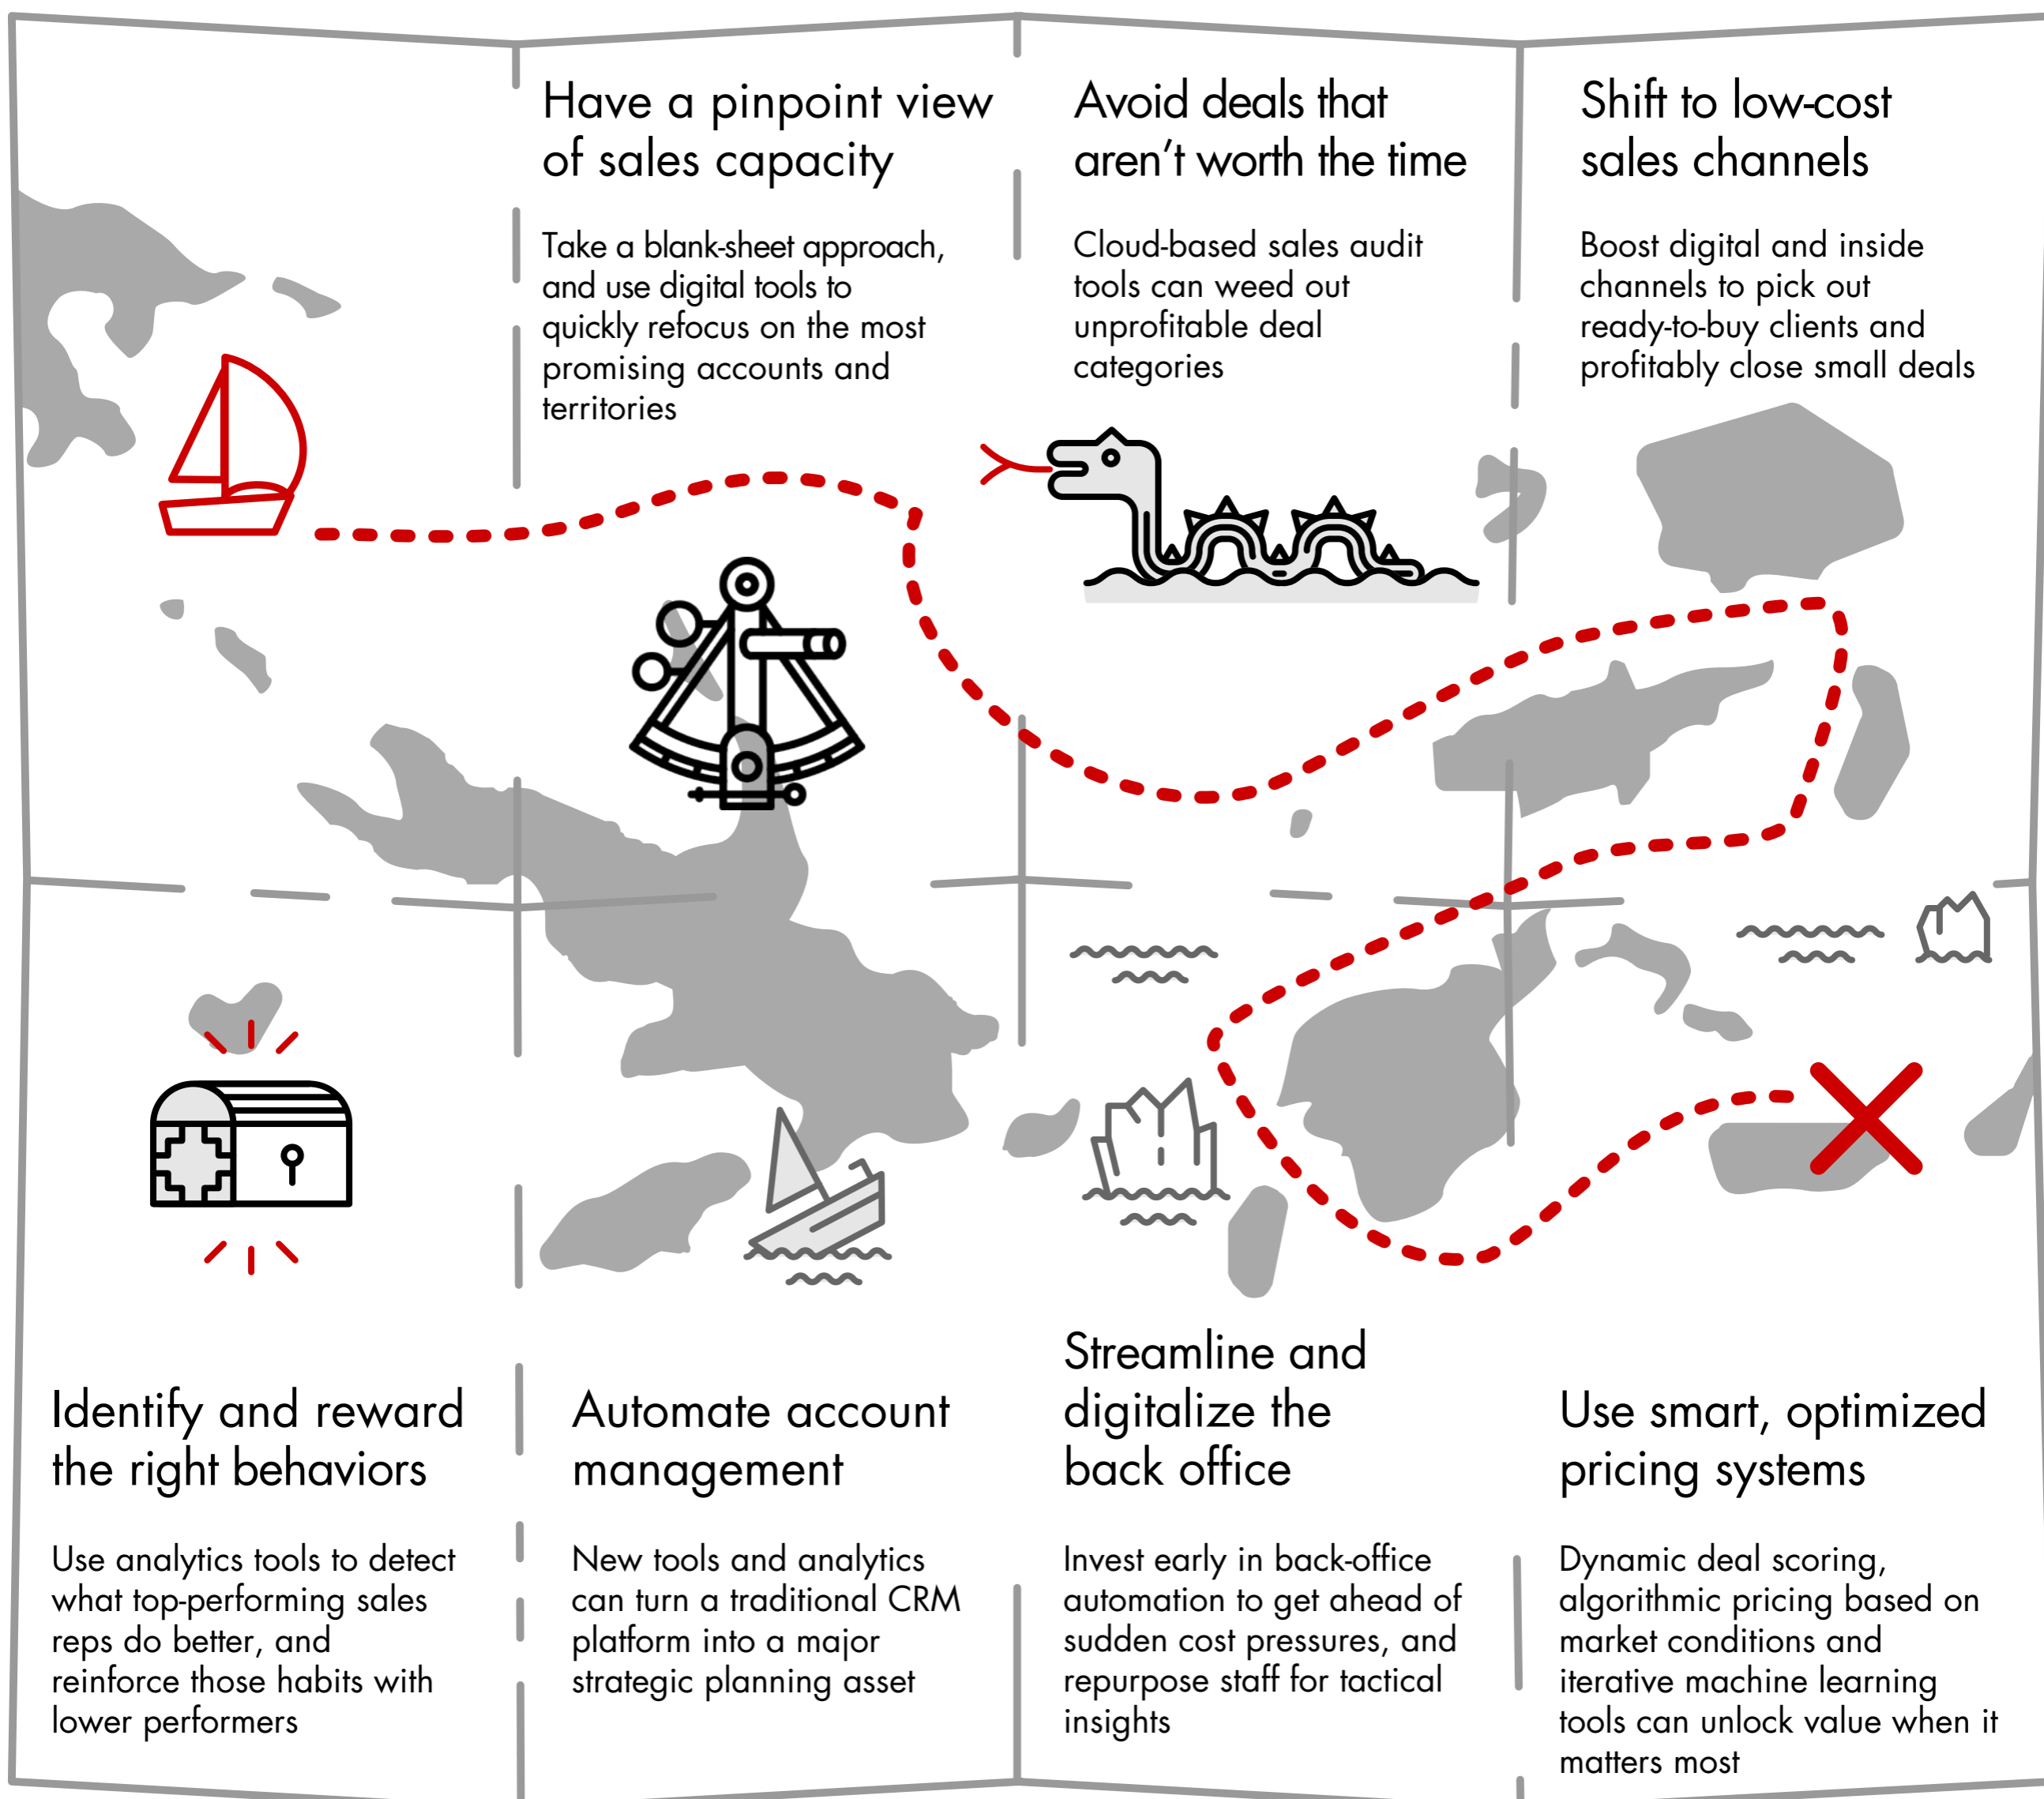 Have a pinpoint view
of sales capacity
Take a blank-sheet approach,
and use digital tools to
quickly refocus on the most
promising accounts and
territories
Avoid deals that
aren’t worth the time
Cloud-based sales audit
tools can weed out
unprofitable deal
categories
Shift to low-cost
sales channels
Boost digital and inside
channels to pick out
ready-to-buy clients and
profitably close small deals
Identify and reward
the right behaviors
Use analytics tools to detect
what top-performing sales
reps do better, and
reinforce those habits with
lower performers
Automate account
management
New tools and analytics
can turn a traditional CRM
platform into a major
strategic planning asset
Streamline and
digitalize the
back office
Invest early in back-office
automation to get ahead of
sudden cost pressures, and
repurpose staff for tactical
insights
Use smart, optimized
pricing systems
Dynamic deal scoring,
algorithmic pricing based on
market conditions and
iterative machine learning
tools can unlock value when it
matters most